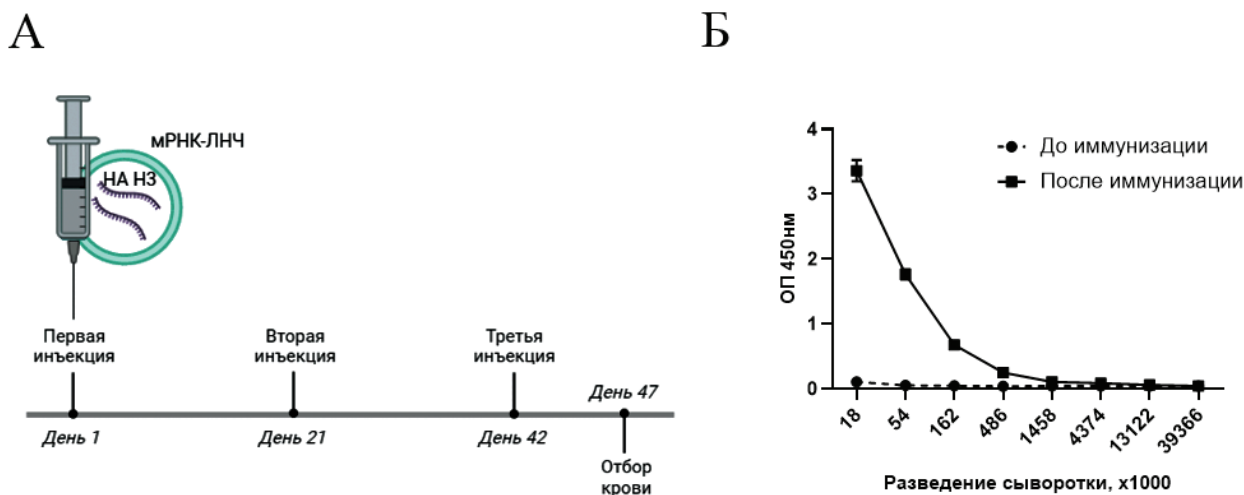 А
мРНК-ЛНЧ
НА Н3
Первая
инъекция
Вторая
инъекция
Третья
инъекция
День 47
День 1
День 21
День 42
Отбор
крови
Б
4
3
2
1
0
ОП 450нм
До иммунизации
После иммунизации
18
54
162
486
1458
4374
13122
39366
Разведение сыворотки, х1000